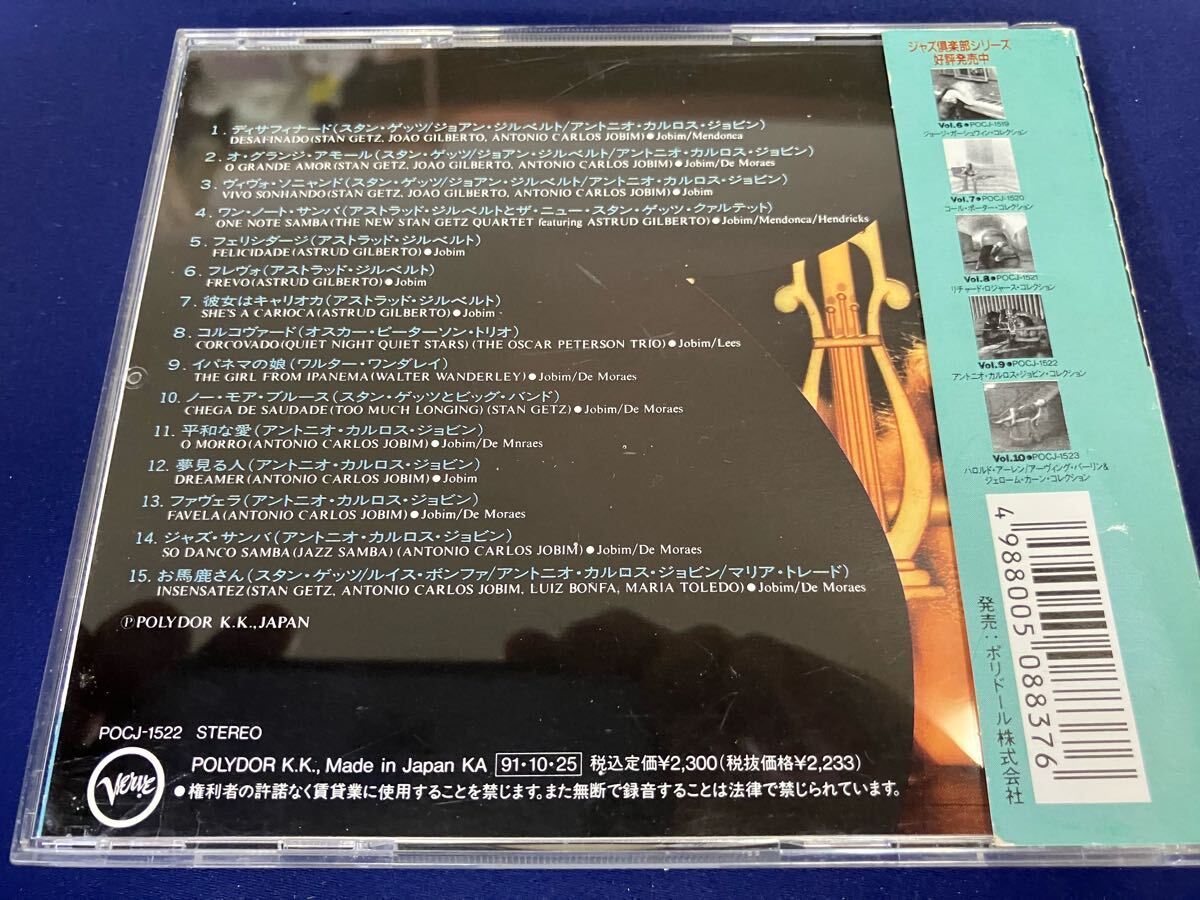 1. ディサフィナード(スタン・ゲッツ/ジョアン・ジルベルト/アントニオ・カルロス・ジョビン)
DESAFINADO(STAN GETZ, JOAO GILBERTO, ANTONIO CARLOS JOBIM)●Jobim/Mendonca
2. オ・グランジ・アモール(スタン・ゲッツ/ジョアン・ジルベルト/アントニオ・カルロス・ジョビン)
O GRANDE AMOR(STAN GETZ, JOAO GILBERTO, ANTONIO CARLOS JOBIM)●Jobim/De Moraes
3. ヴィヴォ・ソニャンド(スタン・ゲッツ/ジョアン・ジルベルト/アントニオ・カルロス・ジョビン)
VIVO SONHANDO(STAN GETZ, JOAO GILBERTO, ANTONIO CARLOS JOBIM)●Jobim
4. ワン・ノート・サンバ(アストラッド・ジルベルトとザ・ニュー・スタン・ゲッツ・クァルテット)
ONE NOTE SAMBA(THE NEW STAN GETZ QUARTET featuring ASTRUD GILBERTO)●Jobim/Mendonca/Hendricks
5. フェリシダージ(アストラッド・ジルベルト)
FELICIDADE(ASTRUD GILBERTO)●Jobim
6. フレヴォ(アストラッド・ジルベルト)
FREVO(ASTRUD GILBERTO)●Jobim
7. 彼女はキャリオカ(アストラッド・ジルベルト)
SHE'S A CARIOCA(ASTRUD GILBERTO)●Jobim
8. コルコヴァード(オスカー・ピーターソン・トリオ)
CORCOVADO(QUIET NIGHT QUIET STARS)(THE OSCAR PETERSON TRIO)●Jobim/Lees
9. イパネマの娘(ワルター・ワンダレイ)
THE GIRL FROM IPANEMA(WALTER WANDERLEY)●Jobim/De Moraes
10. ノー・モア・ブルース(スタン・ゲッツとビッグ・バンド)
CHEGA DE SAUDADE(TOO MUCH LONGING)(STAN GETZ)●Jobim/De Moraes
11. 平和な愛(アントニオ・カルロス・ジョビン)
O MORRO(ANTONIO CARLOS JOBIM)●Jobim/De Mnraes
12. 夢見る人(アントニオ・カルロス・ジョビン)
DREAMER(ANTONIO CARLOS JOBIM)●Jobim
13. ファヴェラ(アントニオ・カルロス・ジョビン)
FAVELA(ANTONIO CARLOS JOBIM)●Jobim/De Moraes
14. ジャズ・サンバ(アントニオ・カルロス・ジョビン)
SO DANCO SAMBA(JAZZ SAMBA)(ANTONIO CARLOS JOBIM)●Jobim/De Moraes
15. お馬鹿さん(スタン・ゲッツ/ルイス・ボンファ/アントニオ・カルロス・ジョビン/マリア・トレード)
INSENSATEZ(STAN GETZ, ANTONIO CARLOS JOBIM, LUIZ BONFA, MARIA TOLEDO)●Jobim/De Moraes
ⓅPOLYDOR K.K., JAPAN
POCJ-1522 STEREO
Verve
POLYDOR K.K., Made in Japan KA 91·10·25 税込定価¥2,300(税抜価格¥2,233)
●権利者の許諾なく賃貸業に使用することを禁じます。また無断で録音することは法律で禁じられています。
ジャズ倶楽部シリーズ
好評発売中
Vol.6●POCJ-1519
ジョージ・ガーシュウィン・コレクション
Vol.7●POCJ-1520
コール・ポーター・コレクション
Vol.8●POCJ-1521
リチャード・ロジャース・コレクション
Vol.9●POCJ-1522
アントニオ・カルロス・ジョビン・コレクション
Vol.10●POCJ-1523
ハロルド・アーレン/アーヴィング・バーリン&
ジェローム・カーン・コレクション
4 988005 088376
発売:ポリドール株式会社